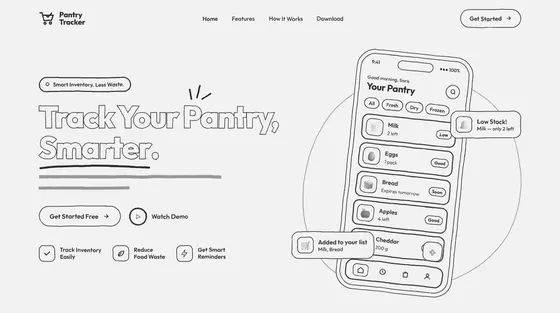 Pantry
Tracker
Home
Features
How It Works
Download
Get Started
Smart Inventory. Less Waste.
Track Your Pantry,
Smarter.
Get Started Free
Watch Demo
Track Inventory
Easily
Reduce
Food Waste
Get Smart
Reminders
9:41
100%
Good morning, Sara
Your Pantry
All
Fresh
Dry
Frozen
Milk
2 left
Low
Low Stock!
Milk — only 2 left
Eggs
1 pack
Good
Bread
Expires tomorrow
Soon
Apples
4 left
Good
Added to your list
Milk, Bread
Cheddar
200 g